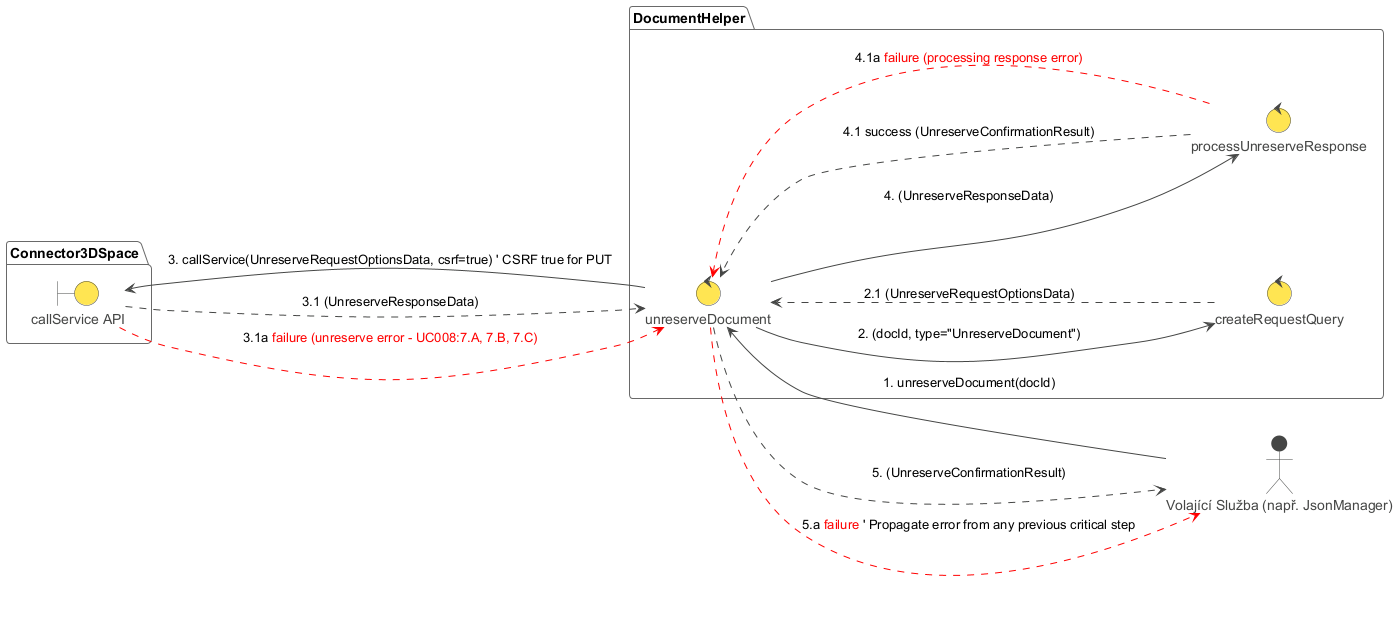 DocumentHelper
4.1a failure (processing response error)
4.1 success (UnreserveConfirmationResult)
processUnreserveResponse
4. (UnreserveResponseData)
Connector3DSpace
3. callService(UnreserveRequestOptionsData, csrf=true) ' CSRF true for PUT
2.1 (UnreserveRequestOptionsData)
3.1 (UnreserveResponseData)
callService API
unreserveDocument
createRequestQuery
3.1a failure (unreserve error - UC008:7.A, 7.B, 7.C)
2. (docId, type="UnreserveDocument")
1. unreserveDocument(docId)
5. (UnreserveConfirmationResult)
Volající Služba (např. JsonManager)
5.a failure ' Propagate error from any previous critical step